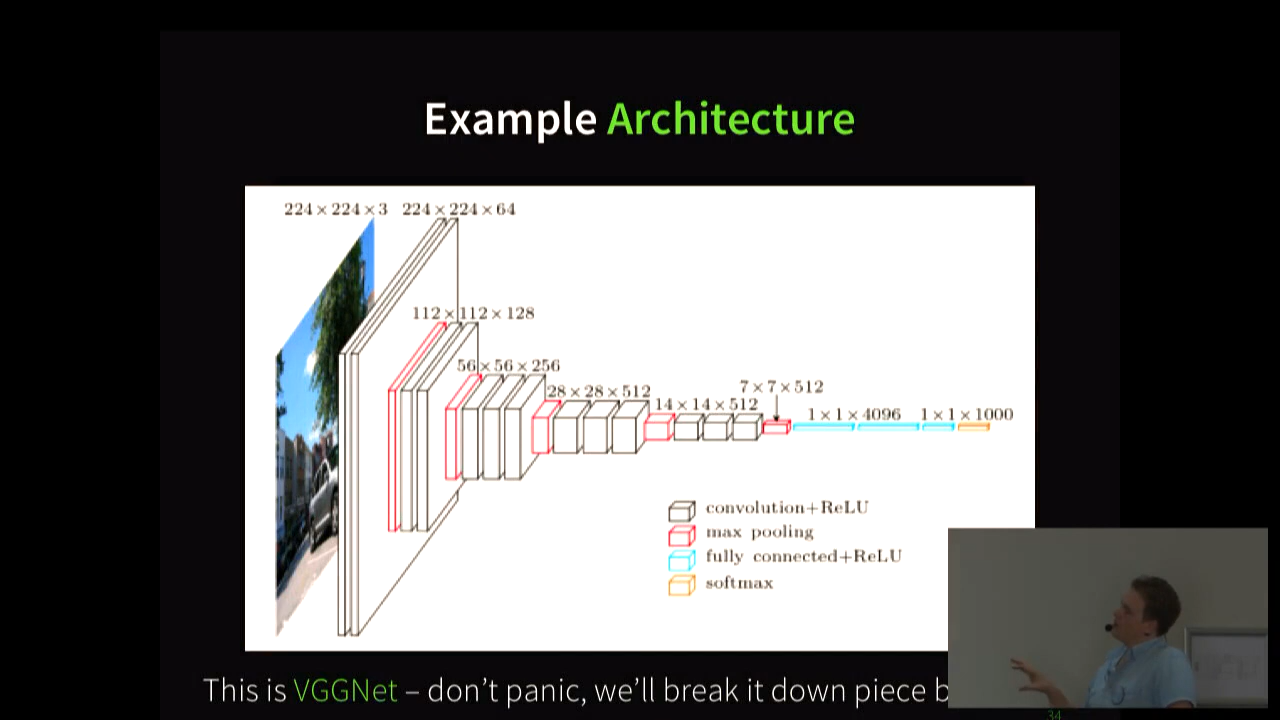 Example Architecture
224 × 224 × 3 224 × 224 × 64
112 × 112 × 128
56 × 56 × 256
28 × 28 × 512
14 × 14 × 512
7 × 7 × 512
1 × 1 × 4096
1 × 1 × 1000
convolution+ReLU
max pooling
fully connected+ReLU
softmax
This is VGGNet – don't panic, we'll break it down piece b
34